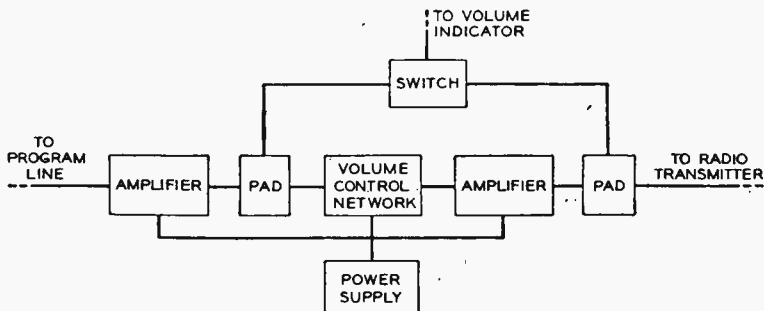 TO VOLUME
INDICATOR
SWITCH
TO
PROGRAM
LINE
AMPLIFIER
PAD
VOLUME
CONTROL
NETWORK
AMPLIFIER
PAD
TO RADIO
TRANSMITTER
POWER
SUPPLY